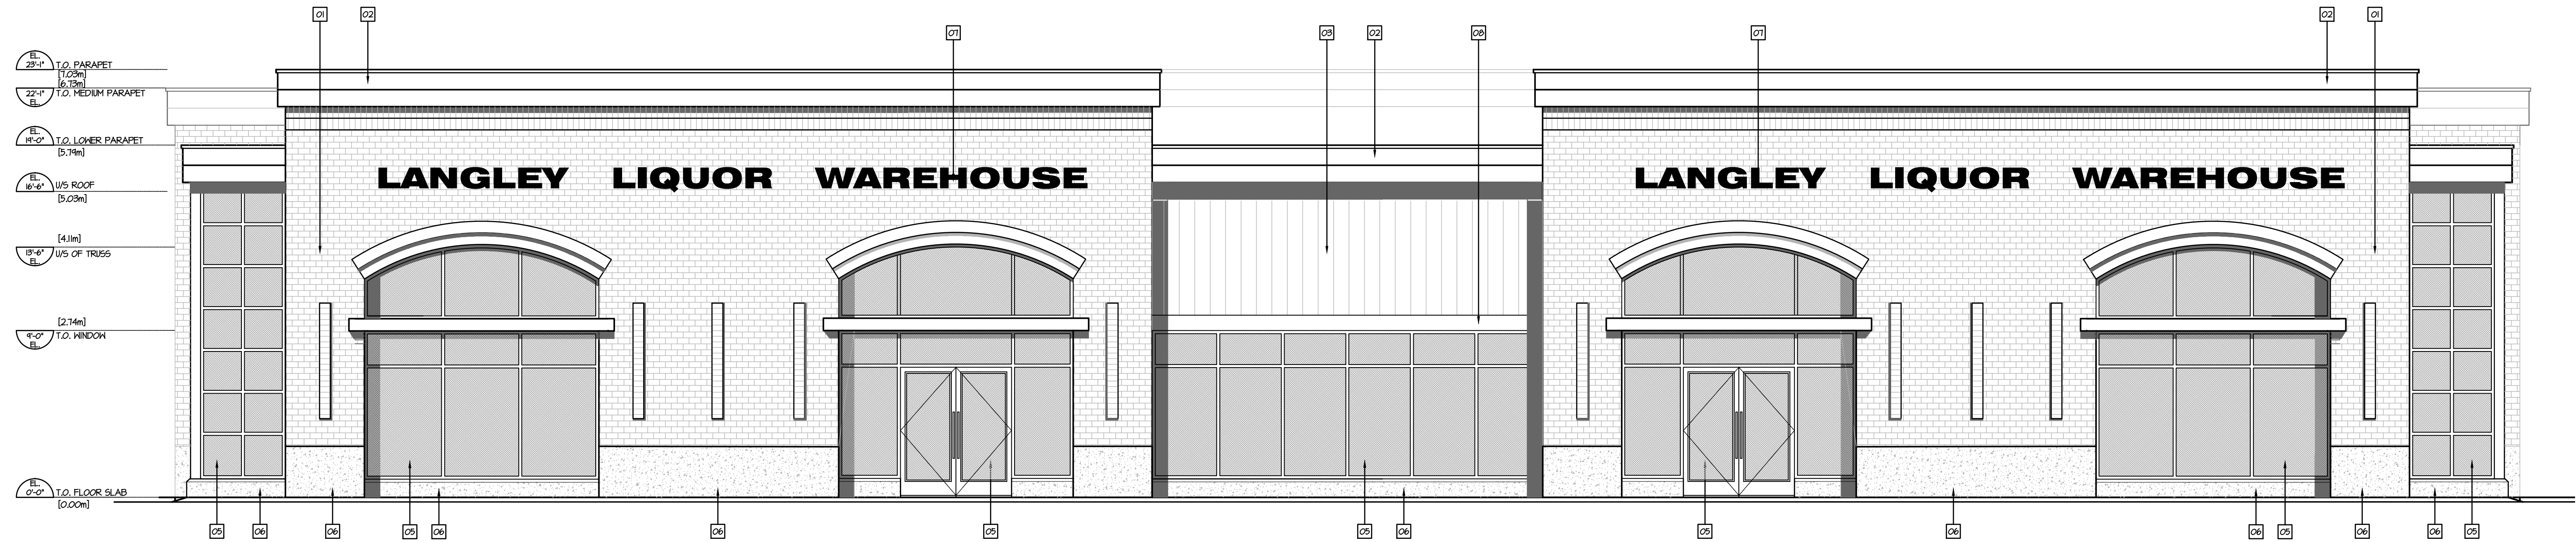 01
02
07
03
02
08
07
02
01
EL.
23'-1" T.O. PARAPET
[7.03m]
[6.73m]
22'-1" T.O. MEDIUM PARAPET
EL.
EL.
19'-0" T.O. LOWER PARAPET
[5.79m]
EL.
16'-6" U/S ROOF
[5.03m]
[4.11m]
13'-6" U/S OF TRUSS
EL.
[2.74m]
9'-0" T.O. WINDOW
EL.
EL.
0'-0" T.O. FLOOR SLAB
[0.00m]
LANGLEY LIQUOR WAREHOUSE
LANGLEY LIQUOR WAREHOUSE
05
06
06
05
06
06
05
05
06
05
06
06
05
06
06
05